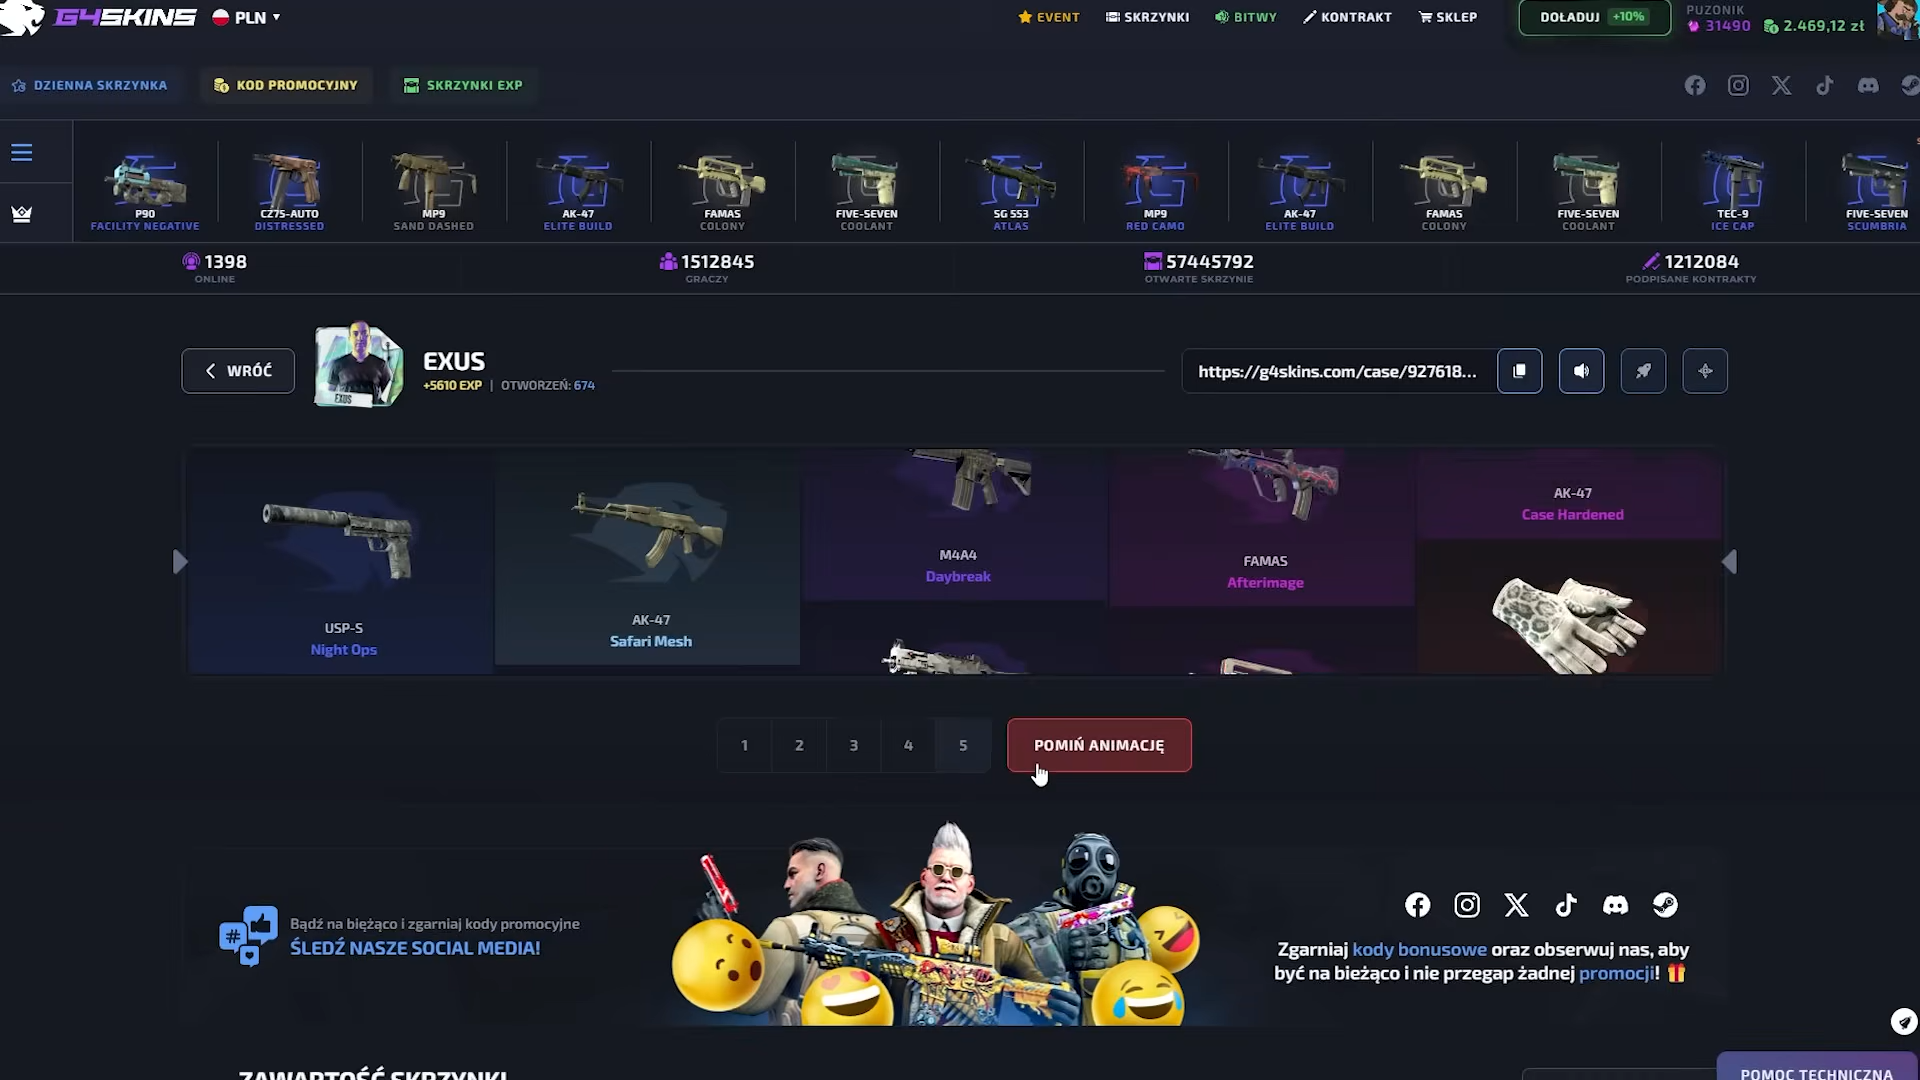 G4SKINS
PLN
EVENT
SKRZYNKI
BITWY
KONTRAKT
SKLEP
DOŁADUJ +10%
PUZONIK
31490
2.469,12 zł
DZIENNA SKRZYNKA
KOD PROMOCYJNY
SKRZYNKI EXP
P90
FACILITY NEGATIVE
CZ75-AUTO
DISTRESSED
MP9
SAND DASHED
AK-47
ELITE BUILD
FAMAS
COLONY
FIVE-SEVEN
COOLANT
SG 553
ATLAS
MP9
RED CAMO
AK-47
ELITE BUILD
FAMAS
COLONY
FIVE-SEVEN
COOLANT
TEC-9
ICE CAP
FIVE-SEVEN
SCUMBRIA
1398
ONLINE
1512845
GRACZY
57445792
OTWARTE SKRZYNIE
1212084
PODPISANE KONTRAKTY
WRÓĆ
EXUS
EXUS
+5610 EXP | OTWORZEŃ: 674
https://g4skins.com/case/927618...
USP-S
Night Ops
AK-47
Safari Mesh
M4A4
Daybreak
FAMAS
Afterimage
AK-47
Case Hardened
1
2
3
4
5
POMIŃ ANIMACJĘ
Bądź na bieżąco i zgarniaj kody promocyjne
ŚLEDŹ NASZE SOCIAL MEDIA!
Zgarniaj kody bonusowe oraz obserwuj nas, aby
być na bieżąco i nie przegap żadnej promocji!
ZAWARTOŚĆ SKRZYNKI
POMOC TECHNICZNA